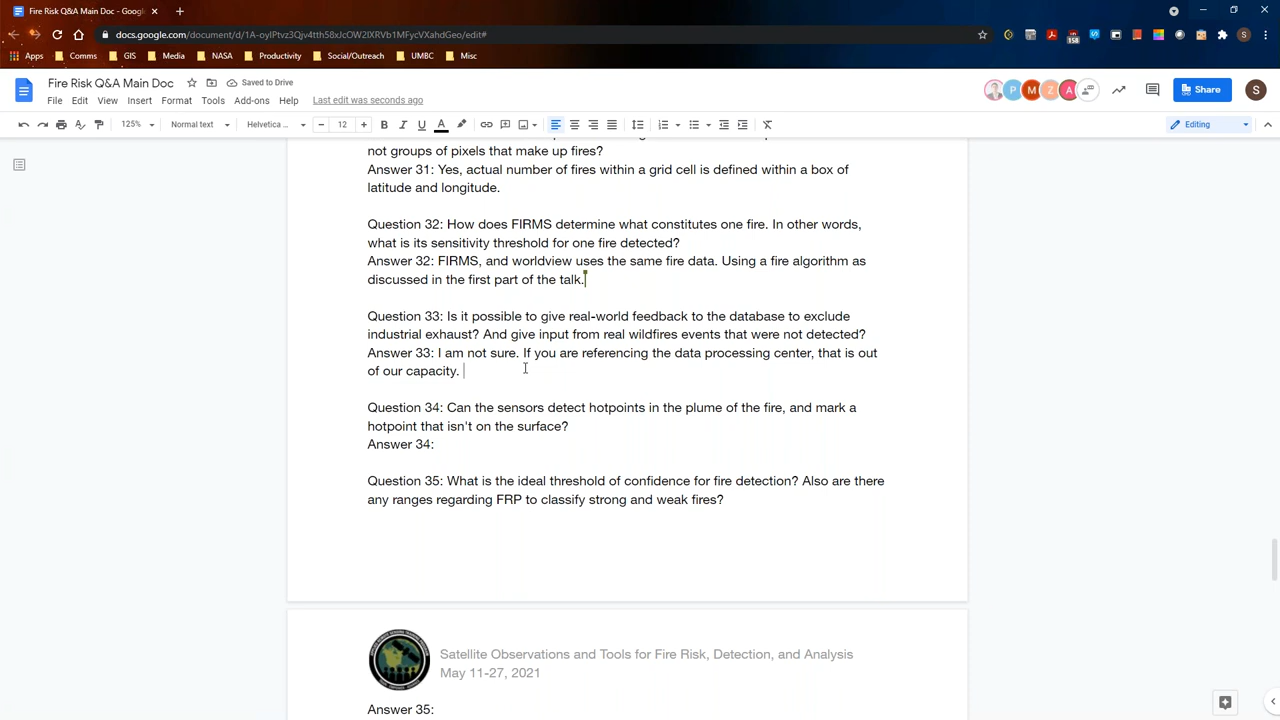 Fire Risk Q&A Main Doc - Google
docs.google.com/document/d/1A-oyIPtvz3Qjv4tth58xJcOW2IXRVb1MFycVXahdGeo/edit#
Apps Comms GIS Media NASA Productivity Social/Outreach UMBC Misc
Fire Risk Q&A Main Doc Saved to Drive
File Edit View Insert Format Tools Add-ons Help Last edit was seconds ago
P M Z A Share S
125% Normal text Helvetica ... 12 B I U A Editing
not groups of pixels that make up fires?
Answer 31: Yes, actual number of fires within a grid cell is defined within a box of
latitude and longitude.
Question 32: How does FIRMS determine what constitutes one fire. In other words,
what is its sensitivity threshold for one fire detected?
Answer 32: FIRMS, and worldview uses the same fire data. Using a fire algorithm as
discussed in the first part of the talk.
Question 33: Is it possible to give real-world feedback to the database to exclude
industrial exhaust? And give input from real wildfires events that were not detected?
Answer 33: I am not sure. If you are referencing the data processing center, that is out
of our capacity.
Question 34: Can the sensors detect hotpoints in the plume of the fire, and mark a
hotpoint that isn't on the surface?
Answer 34:
Question 35: What is the ideal threshold of confidence for fire detection? Also are there
any ranges regarding FRP to classify strong and weak fires?
Satellite Observations and Tools for Fire Risk, Detection, and Analysis
May 11-27, 2021
Answer 35: